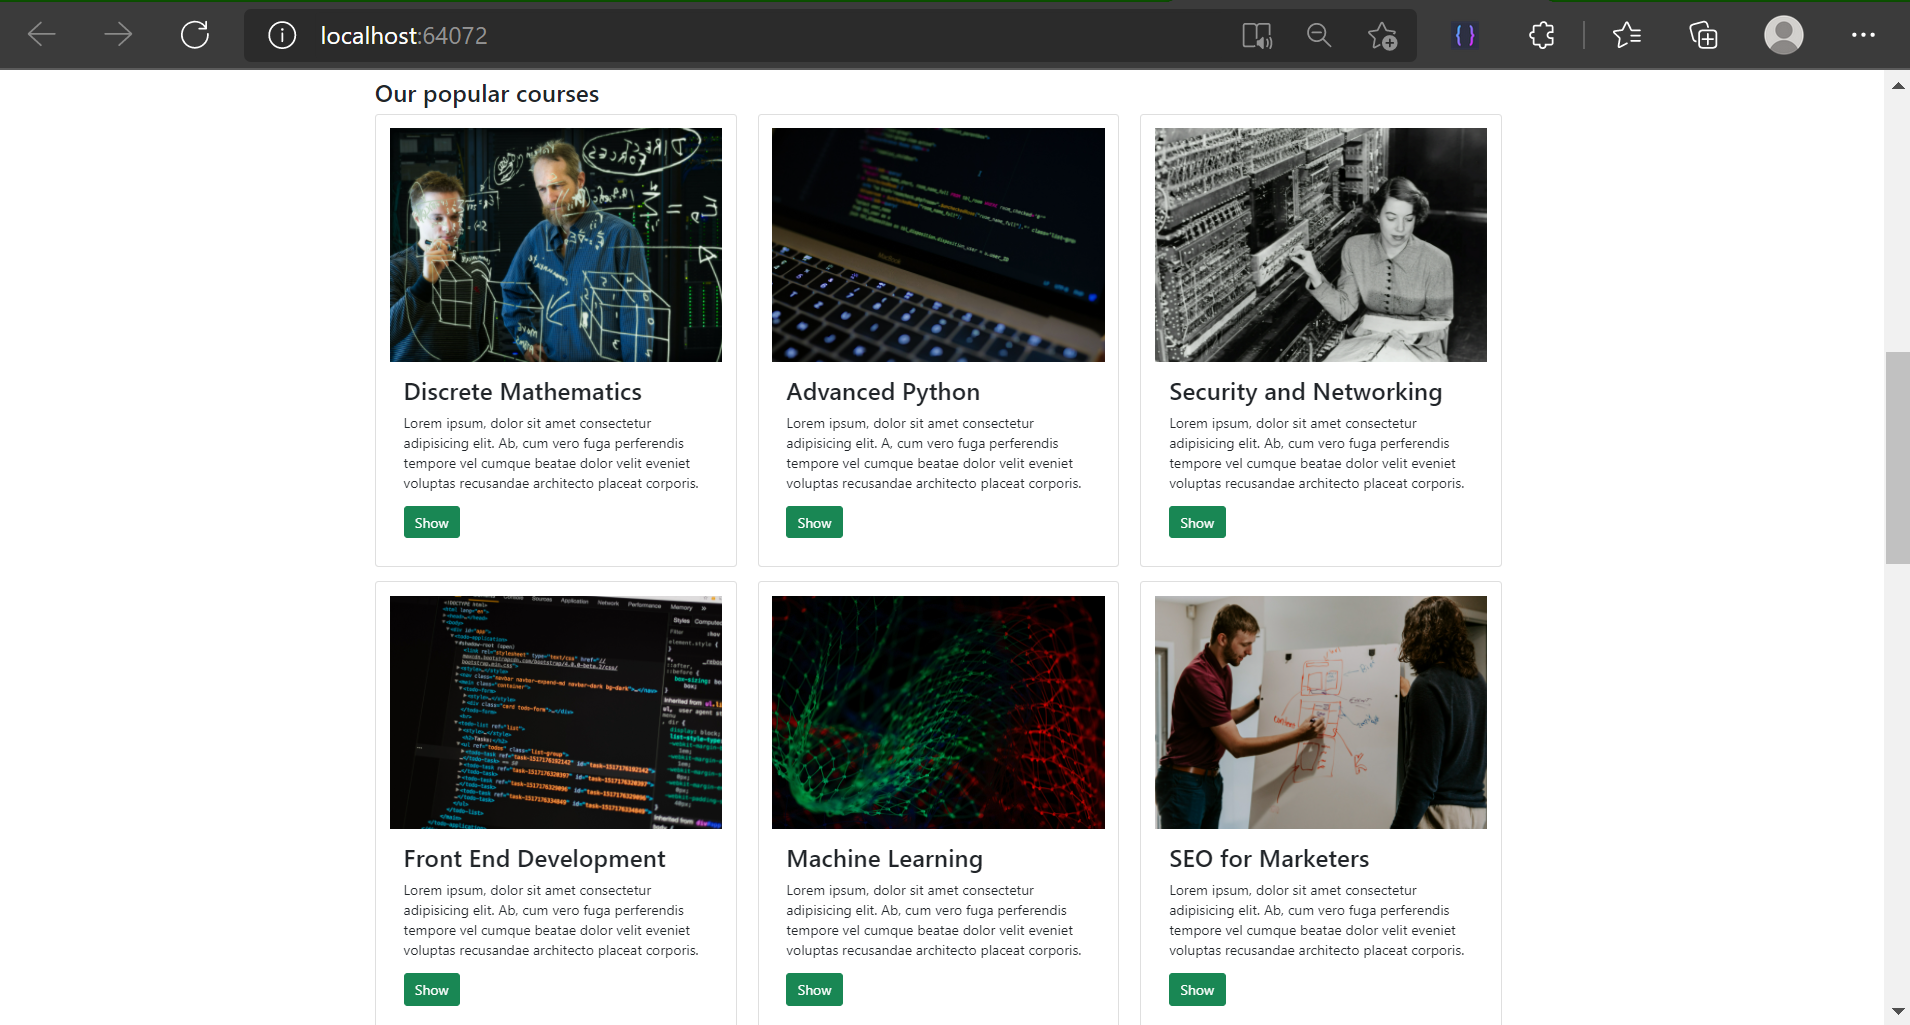 localhost:64072
Our popular courses
Discrete Mathematics
Lorem ipsum, dolor sit amet consectetur
adipisicing elit. Ab, cum vero fuga perferendis
tempore vel cumque beatae dolor velit eveniet
voluptas recusandae architecto placeat corporis.
Show
Advanced Python
Lorem ipsum, dolor sit amet consectetur
adipisicing elit. A, cum vero fuga perferendis
tempore vel cumque beatae dolor velit eveniet
voluptas recusandae architecto placeat corporis.
Show
Security and Networking
Lorem ipsum, dolor sit amet consectetur
adipisicing elit. Ab, cum vero fuga perferendis
tempore vel cumque beatae dolor velit eveniet
voluptas recusandae architecto placeat corporis.
Show
Sources Application Network Performance Memory
Styles Computed
Filter :hov
Front End Development
Lorem ipsum, dolor sit amet consectetur
adipisicing elit. Ab, cum vero fuga perferendis
tempore vel cumque beatae dolor velit eveniet
voluptas recusandae architecto placeat corporis.
Show
Machine Learning
Lorem ipsum, dolor sit amet consectetur
adipisicing elit. Ab, cum vero fuga perferendis
tempore vel cumque beatae dolor velit eveniet
voluptas recusandae architecto placeat corporis.
Show
SEO for Marketers
Lorem ipsum, dolor sit amet consectetur
adipisicing elit. Ab, cum vero fuga perferendis
tempore vel cumque beatae dolor velit eveniet
voluptas recusandae architecto placeat corporis.
Show